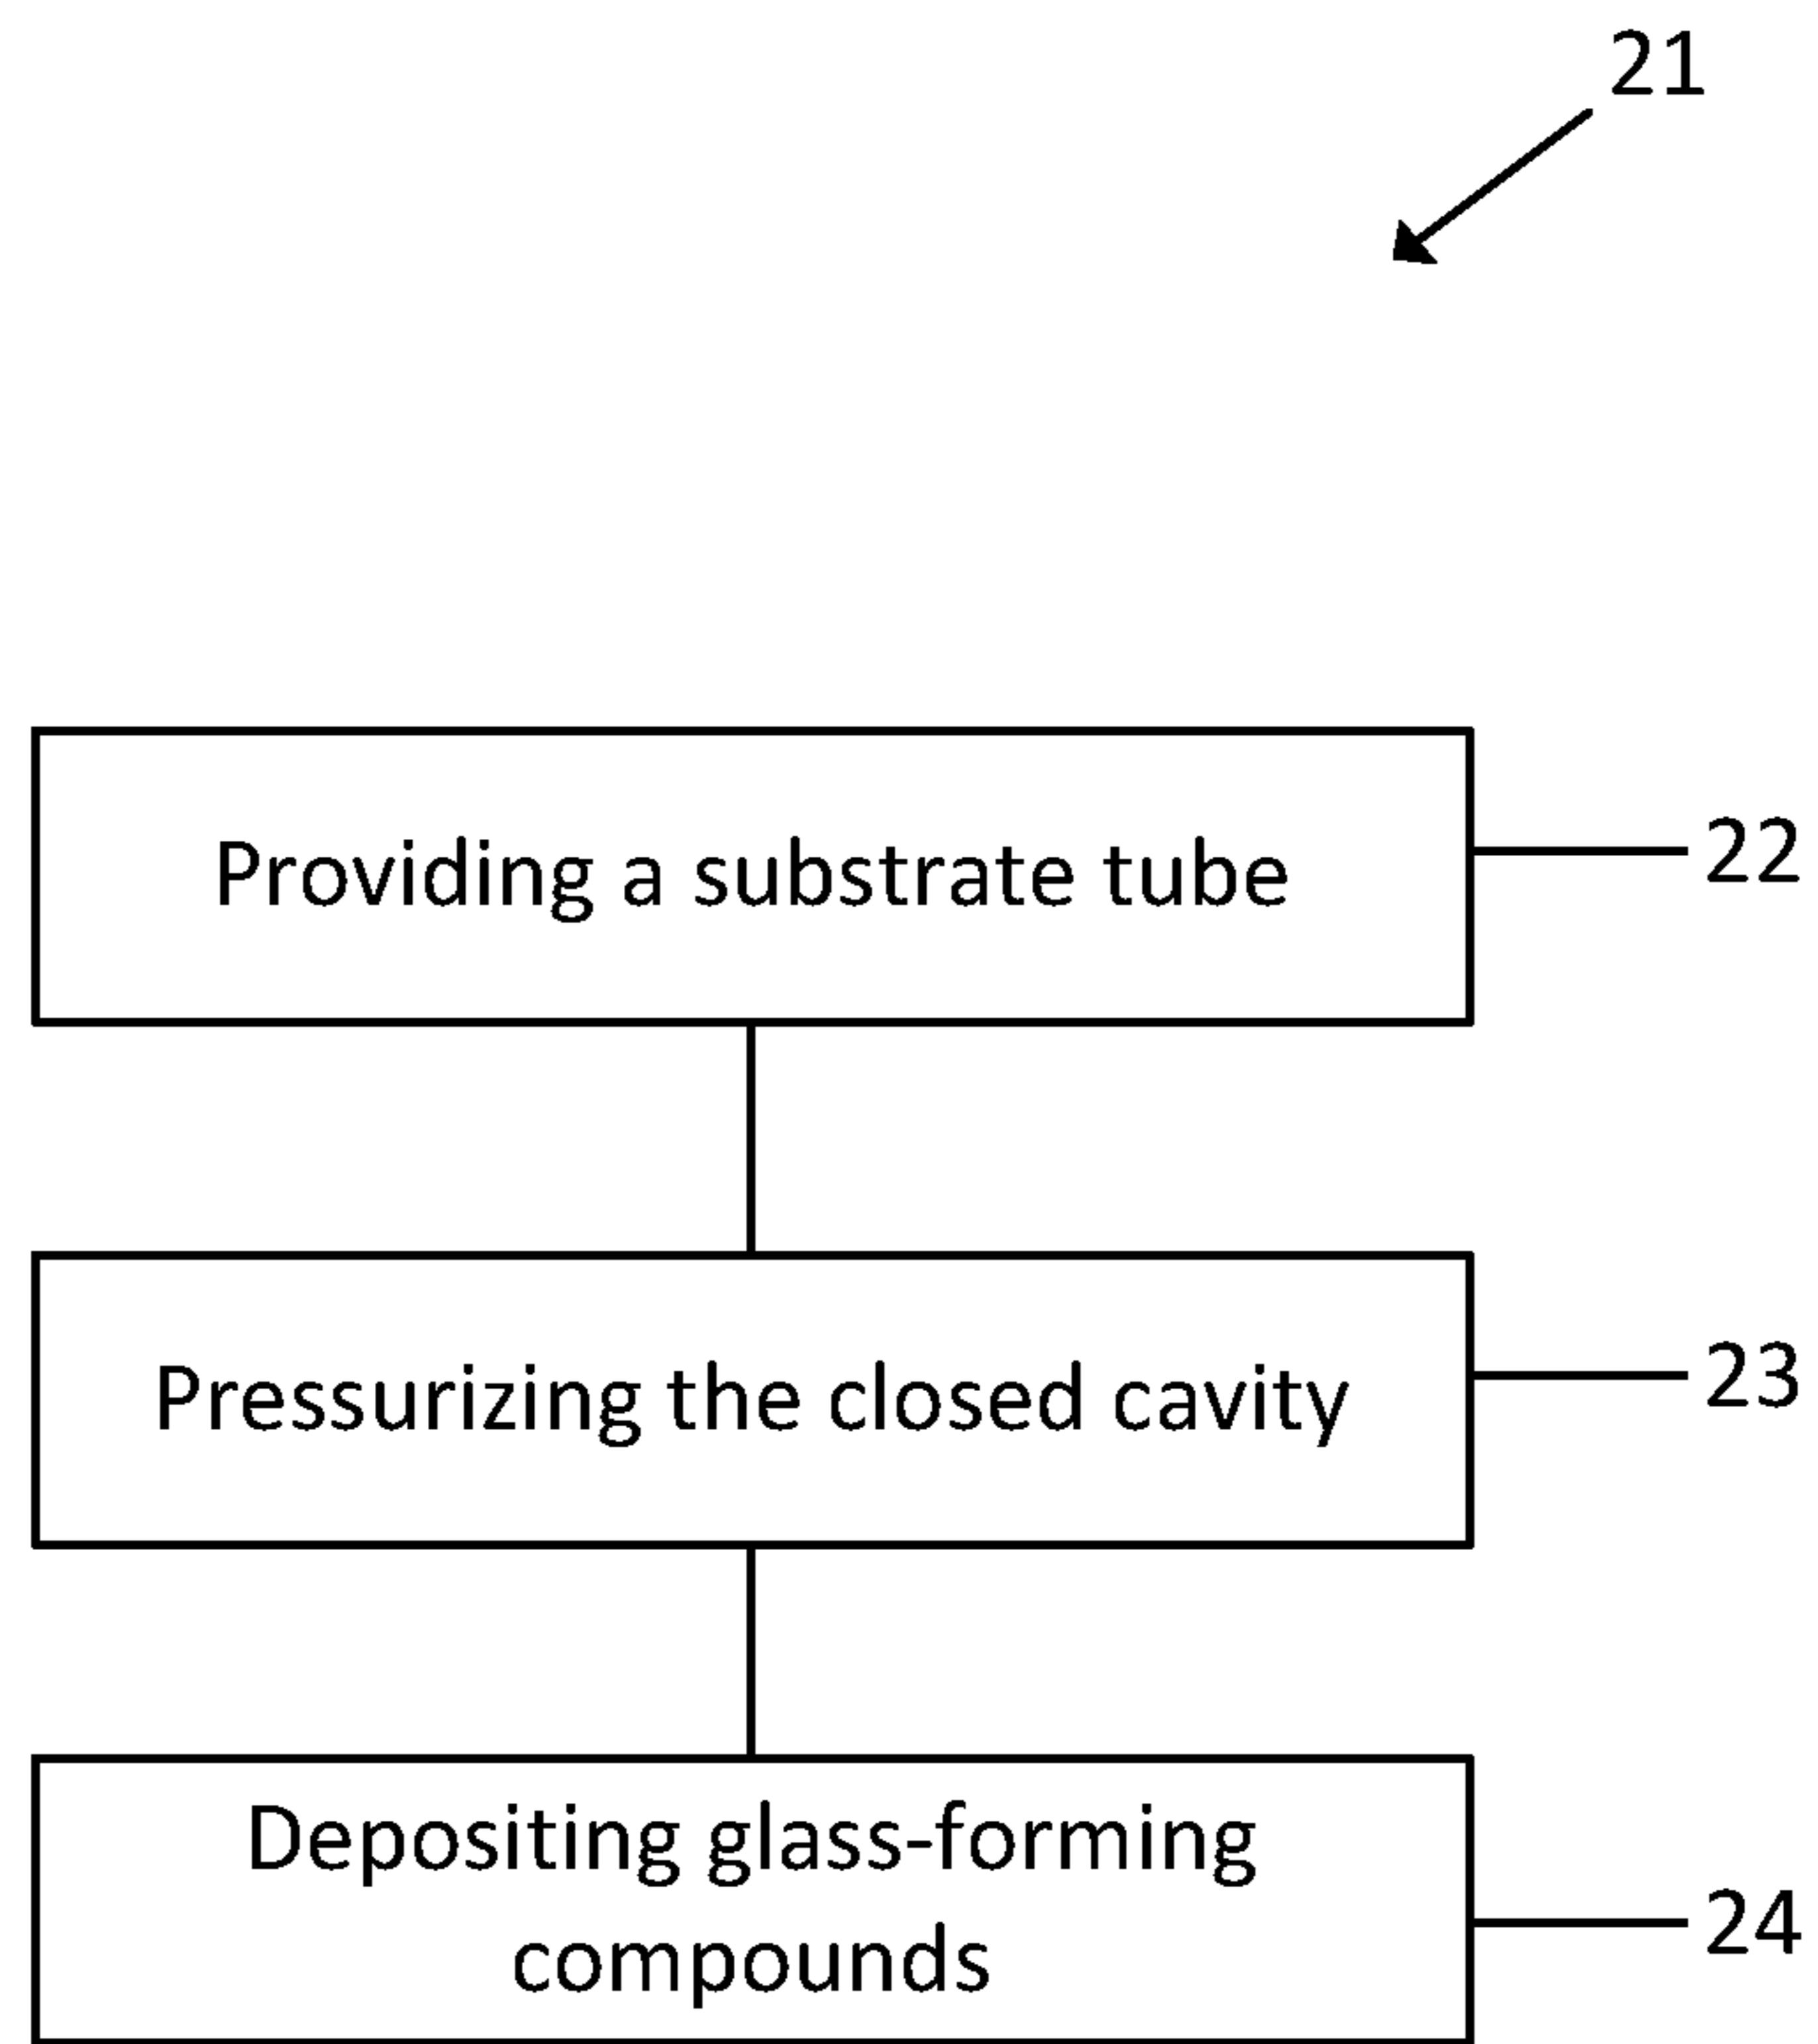 21
Providing a substrate tube
22
Pressurizing the closed cavity
23
Depositing glass-forming
compounds
24